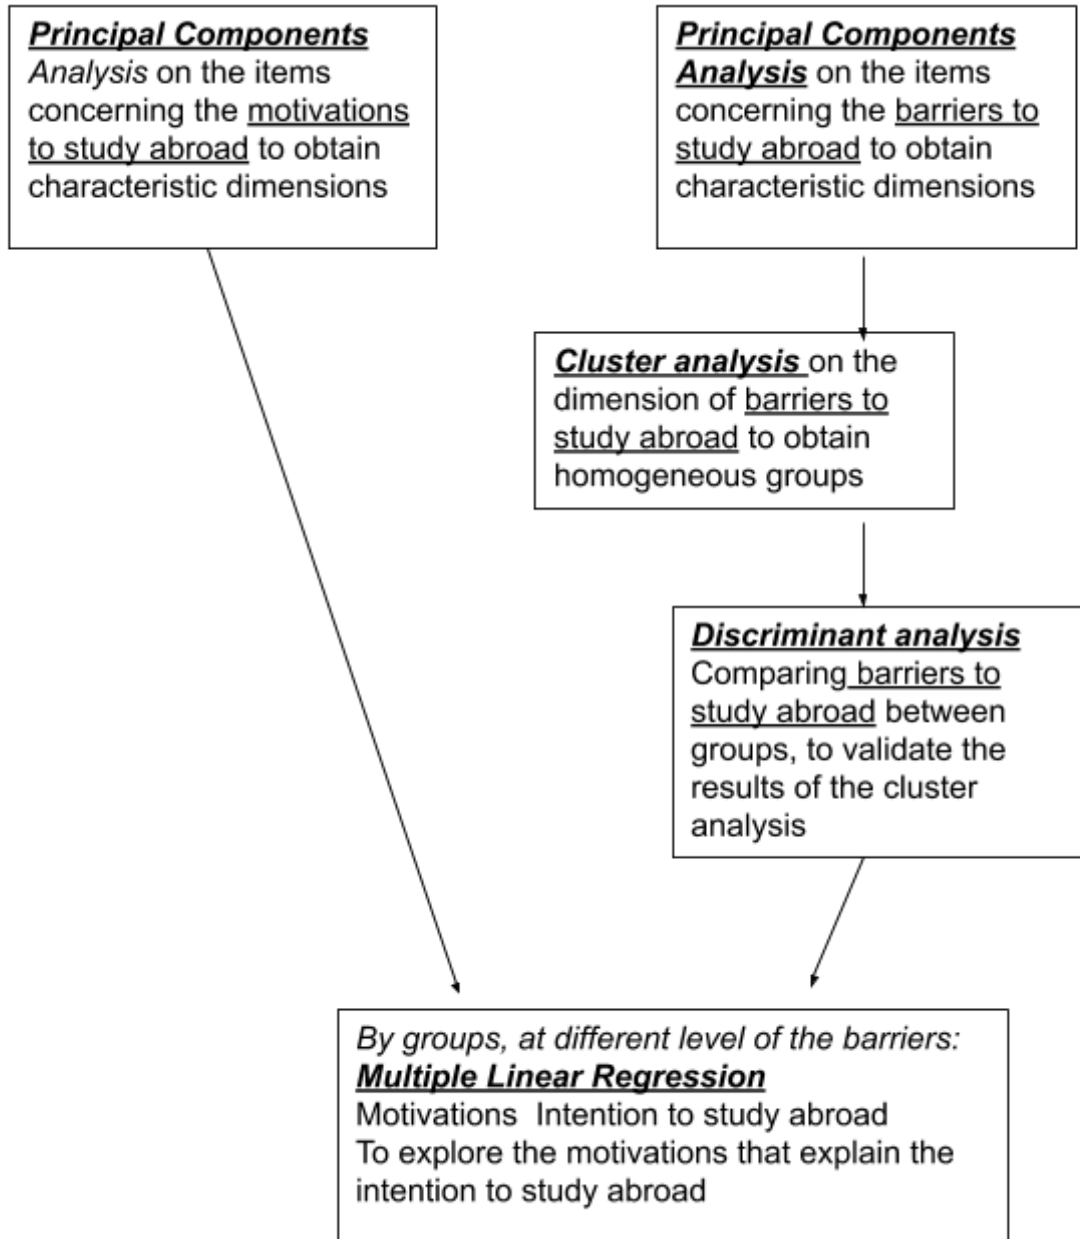 Principal Components
Analysis on the items
concerning the motivations
to study abroad to obtain
characteristic dimensions
Principal Components
Analysis on the items
concerning the barriers to
study abroad to obtain
characteristic dimensions
Cluster analysis on the
dimension of barriers to
study abroad to obtain
homogeneous groups
Discriminant analysis
Comparing barriers to
study abroad between
groups, to validate the
results of the cluster
analysis
By groups, at different level of the barriers:
Multiple Linear Regression
Motivations  Intention to study abroad
To explore the motivations that explain the
intention to study abroad